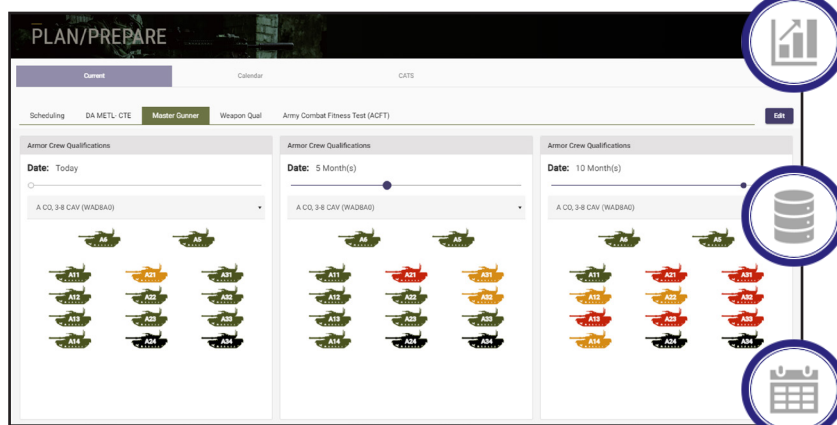 PLAN/PREPARE
Current Calendar CATS
Scheduling DA METL- CTE Master Gunner Weapon Qual Army Combat Fitness Test (ACFT) Edit
Armor Crew Qualifications
Date: Today
A CO, 3-8 CAV (WAD8A0)
A6 A5
A11 A21 A31
A12 A22 A32
A13 A23 A33
A14 A24 A34
Armor Crew Qualifications
Date: 5 Month(s)
A CO, 3-8 CAV (WAD8A0)
A6 A5
A11 A21 A31
A12 A22 A32
A13 A23 A33
A14 A24 A34
Armor Crew Qualifications
Date: 10 Month(s)
A CO, 3-8 CAV (WAD8A0)
A6 A5
A11 A21 A31
A12 A22 A32
A13 A23 A33
A14 A24 A34